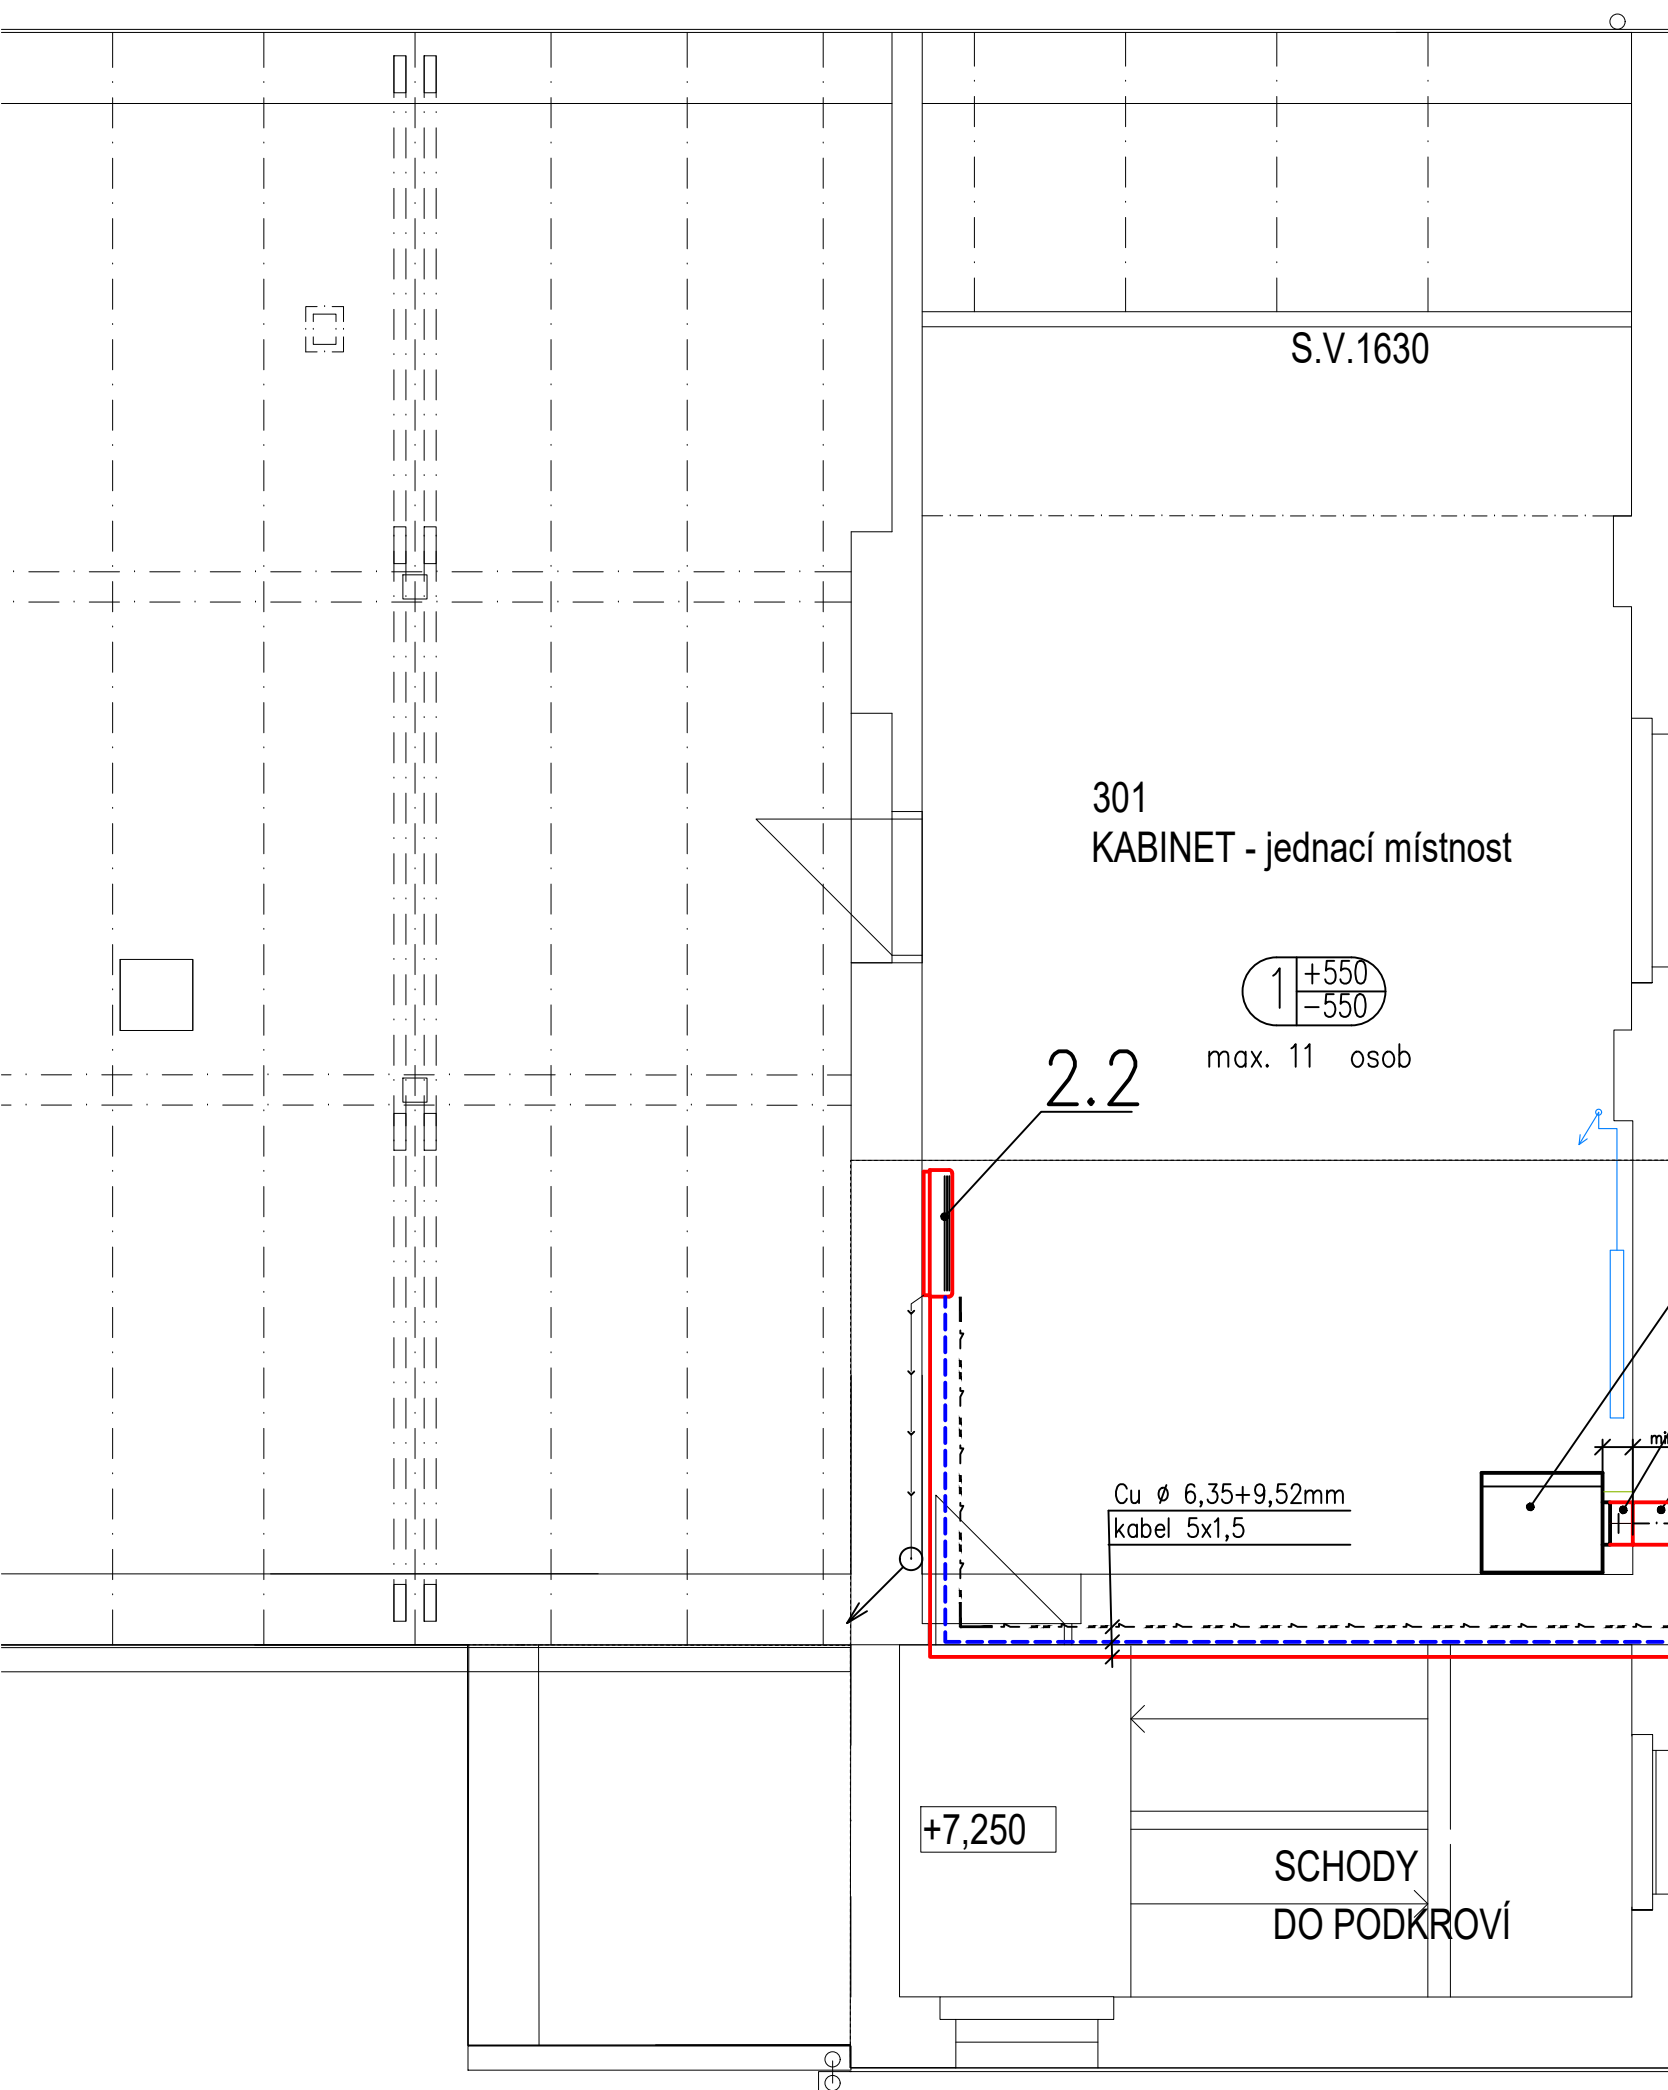 S.V.1630
301
KABINET - jednací místnost
1
+550
-550
max. 11 osob
2.2
Cu ø 6,35+9,52mm
kabel 5x1,5
+7,250
SCHODY
DO PODKROVÍ